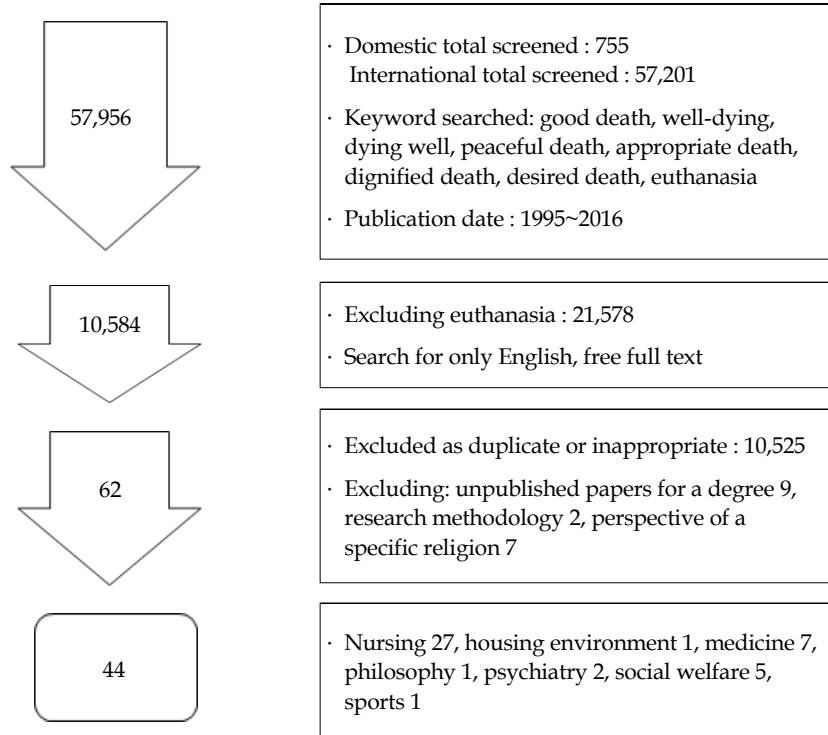 57,956
· Domestic total screened : 755
International total screened : 57,201
· Keyword searched: good death, well-dying,
dying well, peaceful death, appropriate death,
dignified death, desired death, euthanasia
· Publication date : 1995~2016
10,584
· Excluding euthanasia : 21,578
· Search for only English, free full text
62
· Excluded as duplicate or inappropriate : 10,525
· Excluding: unpublished papers for a degree 9,
research methodology 2, perspective of a
specific religion 7
44
· Nursing 27, housing environment 1, medicine 7,
philosophy 1, psychiatry 2, social welfare 5,
sports 1